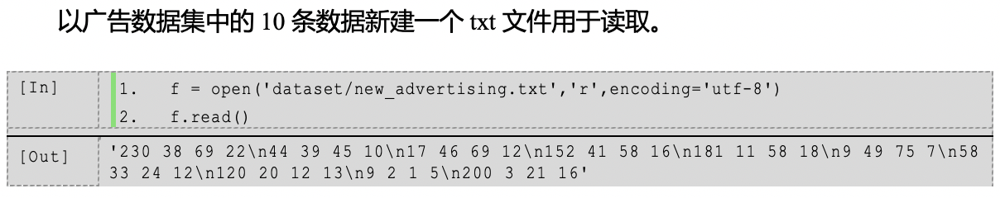 以广告数据集中的 10 条数据新建一个 txt 文件用于读取。
[In] 1. f = open('dataset/new_advertising.txt','r',encoding='utf-8')
2. f.read()
[Out] '230 38 69 22\n44 39 45 10\n17 46 69 12\n152 41 58 16\n181 11 58 18\n9 49 75 7\n58
33 24 12\n120 20 12 13\n9 2 1 5\n200 3 21 16'